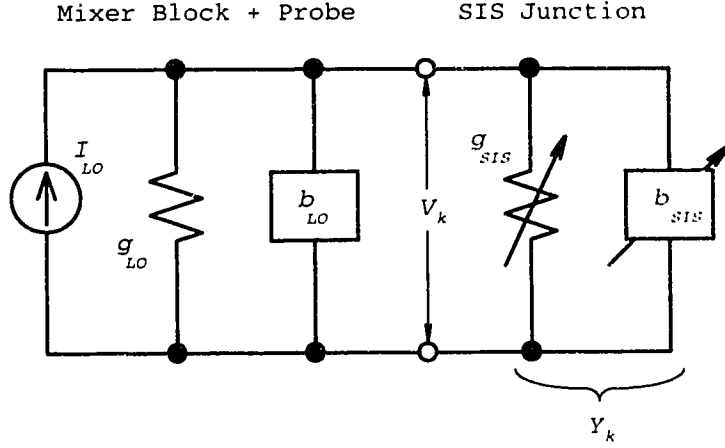 Mixer Block + Probe
SIS Junction
I_LO
g_LO
b_LO
V_k
g_SIS
b_SIS
Y_k